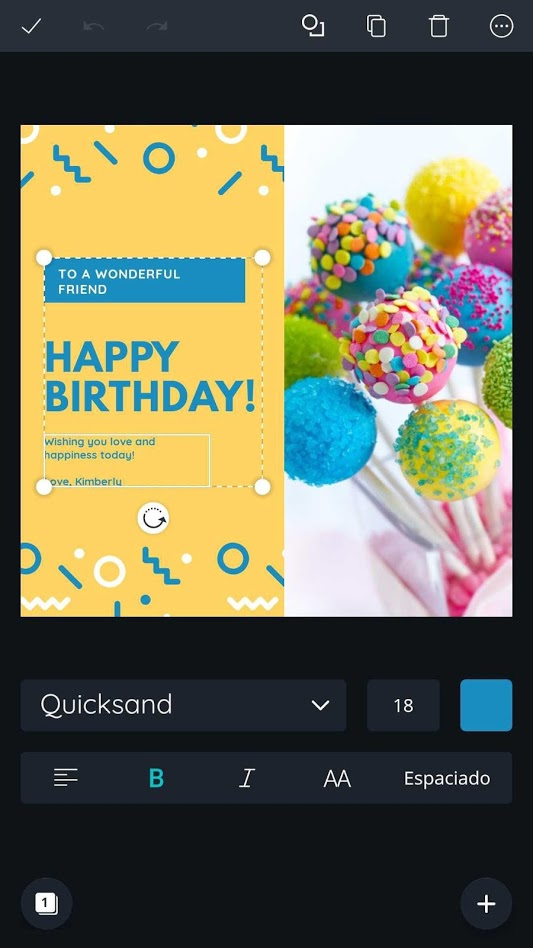 TO A WONDERFUL
FRIEND
HAPPY
BIRTHDAY!
Wishing you love and
happiness today!
Love, Kimberly
Quicksand
18
B
I
AA
Espaciado
1